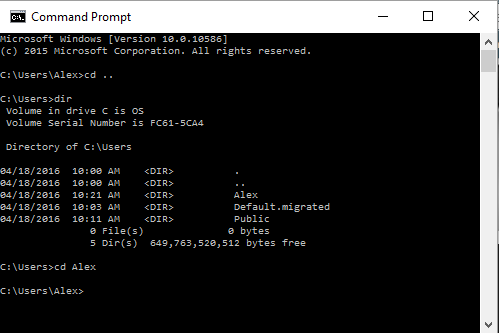 Command Prompt
Microsoft Windows [Version 10.0.10586]
(c) 2015 Microsoft Corporation. All rights reserved.
C:\Users\Alex>cd ..
C:\Users>dir
Volume in drive C is OS
Volume Serial Number is FC61-5CA4
Directory of C:\Users
04/18/2016  10:00 AM    <DIR>          .
04/18/2016  10:00 AM    <DIR>          ..
04/18/2016  10:21 AM    <DIR>          Alex
04/18/2016  10:03 AM    <DIR>          Default.migrated
04/18/2016  10:11 AM    <DIR>          Public
0 File(s)              0 bytes
5 Dir(s)  649,763,520,512 bytes free
C:\Users>cd Alex
C:\Users\Alex>